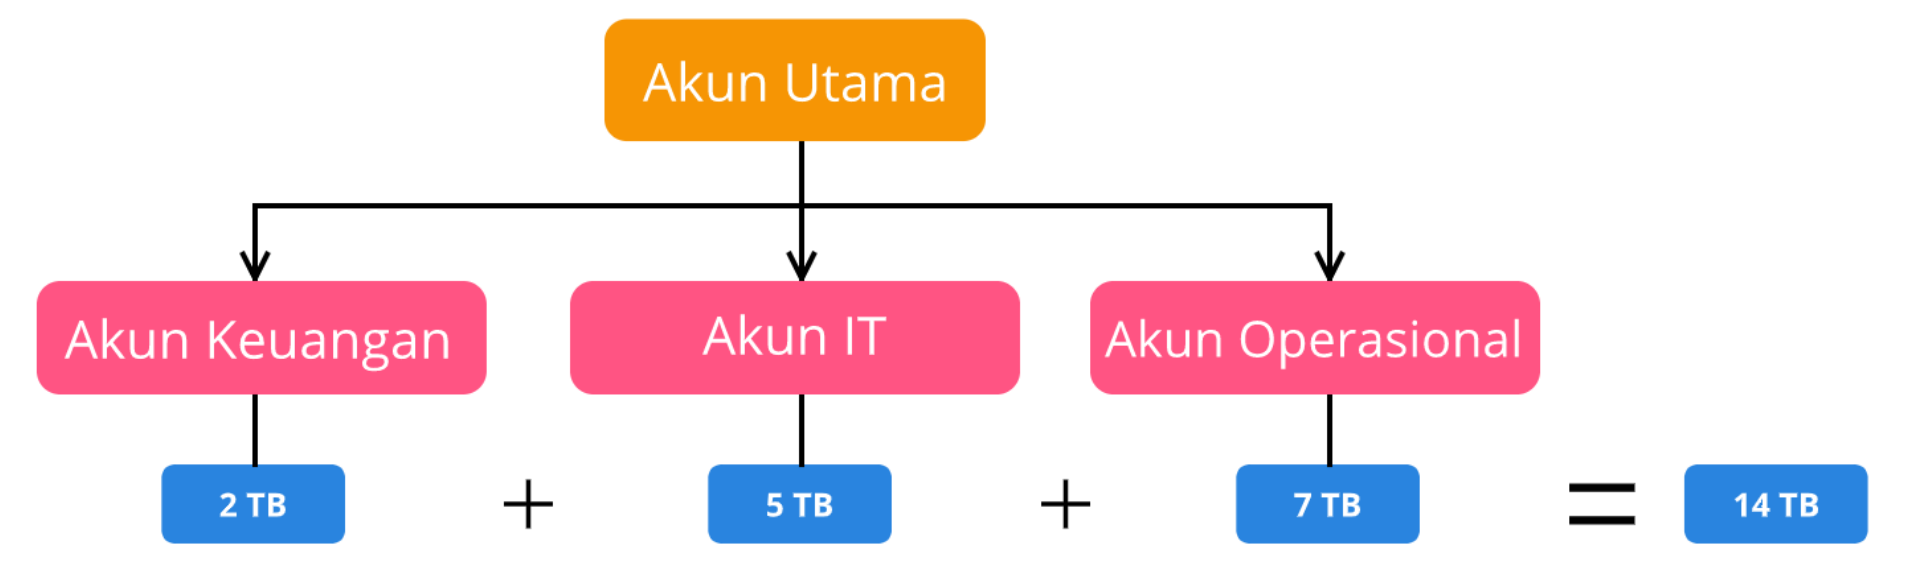 Akun Utama
Akun Keuangan
Akun IT
Akun Operasional
2 TB + 5 TB + 7 TB = 14 TB